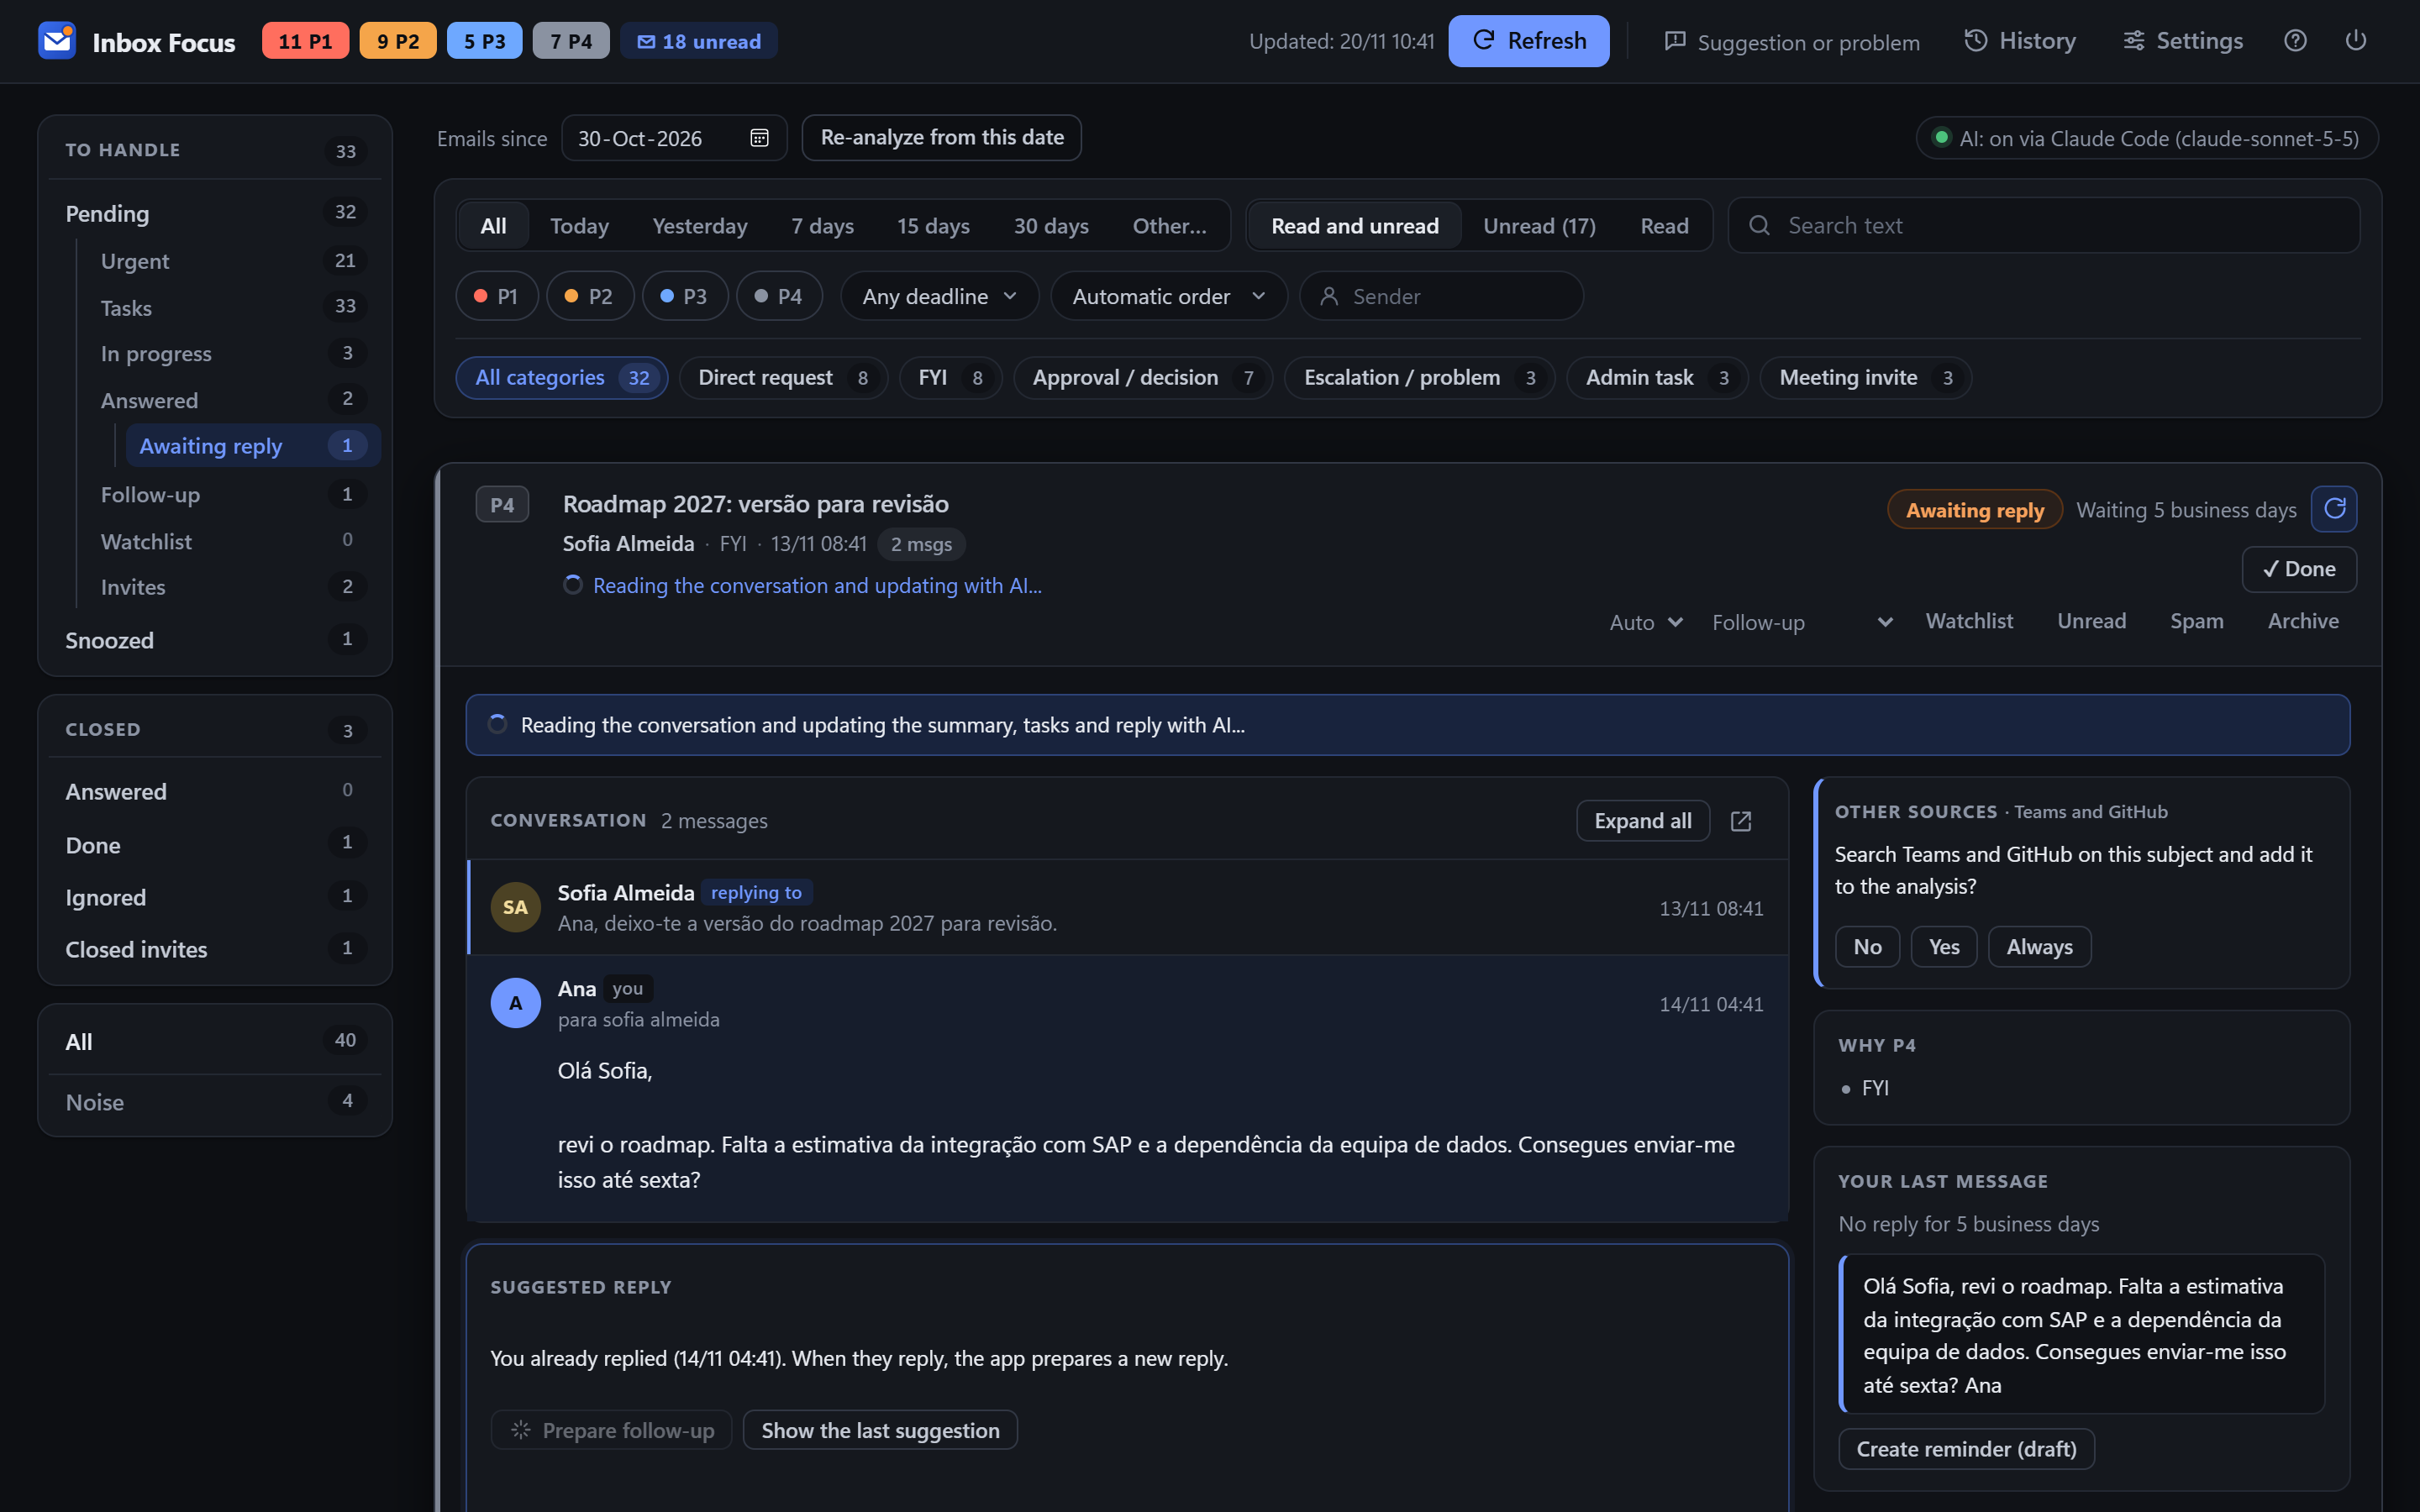 Inbox Focus
11 P1
9 P2
5 P3
7 P4
18 unread
Updated: 20/11 10:41
Refresh
Suggestion or problem
History
Settings
TO HANDLE 33
Pending 32
Urgent 21
Tasks 33
In progress 3
Answered 2
Awaiting reply 1
Follow-up 1
Watchlist 0
Invites 2
Snoozed 1
CLOSED 3
Answered 0
Done 1
Ignored 1
Closed invites 1
All 40
Noise 4
Emails since 30-Oct-2026
Re-analyze from this date
AI: on via Claude Code (claude-sonnet-5-5)
All Today Yesterday 7 days 15 days 30 days Other...
Read and unread Unread (17) Read
Search text
P1 P2 P3 P4
Any deadline
Automatic order
Sender
All categories 32
Direct request 8
FYI 8
Approval / decision 7
Escalation / problem 3
Admin task 3
Meeting invite 3
P4
Roadmap 2027: versão para revisão
Sofia Almeida · FYI · 13/11 08:41 2 msgs
Reading the conversation and updating with AI...
Awaiting reply Waiting 5 business days
✓ Done
Auto Follow-up Watchlist Unread Spam Archive
Reading the conversation and updating the summary, tasks and reply with AI...
CONVERSATION 2 messages
Expand all
SA
Sofia Almeida replying to
Ana, deixo-te a versão do roadmap 2027 para revisão.
13/11 08:41
A
Ana you
para sofia almeida
14/11 04:41
Olá Sofia,
revi o roadmap. Falta a estimativa da integração com SAP e a dependência da equipa de dados. Consegues enviar-me
isso até sexta?
SUGGESTED REPLY
You already replied (14/11 04:41). When they reply, the app prepares a new reply.
Prepare follow-up
Show the last suggestion
OTHER SOURCES · Teams and GitHub
Search Teams and GitHub on this subject and add it
to the analysis?
No Yes Always
WHY P4
• FYI
YOUR LAST MESSAGE
No reply for 5 business days
Olá Sofia, revi o roadmap. Falta a estimativa
da integração com SAP e a dependência da
equipa de dados. Consegues enviar-me isso
até sexta? Ana
Create reminder (draft)